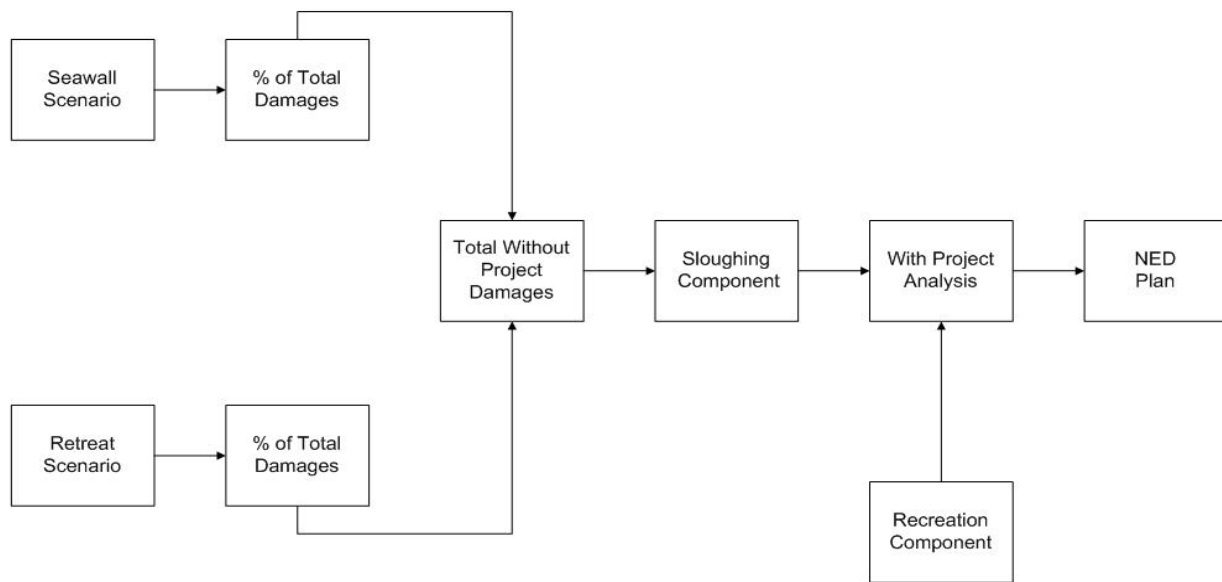 Seawall
Scenario
% of Total
Damages
Total Without
Project
Damages
Sloughing
Component
With Project
Analysis
NED
Plan
Retreat
Scenario
% of Total
Damages
Recreation
Component